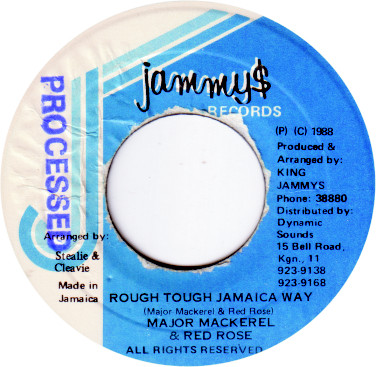 jammy$
RECORDS
PROCESSED
(P) (C) 1988
Produced &
Arranged by:
KING
JAMMYS
Phone: 38880
Distributed by:
Dynamic
Sounds
15 Bell Road,
Kgn., 11
923-9138
923-9168
Arranged by:
Stealie &
Cleavie
Made in
Jamaica
ROUGH TOUGH JAMAICA WAY
(Major Mackerel & Red Rose)
MAJOR MACKEREL
& RED ROSE
ALL RIGHTS RESERVED